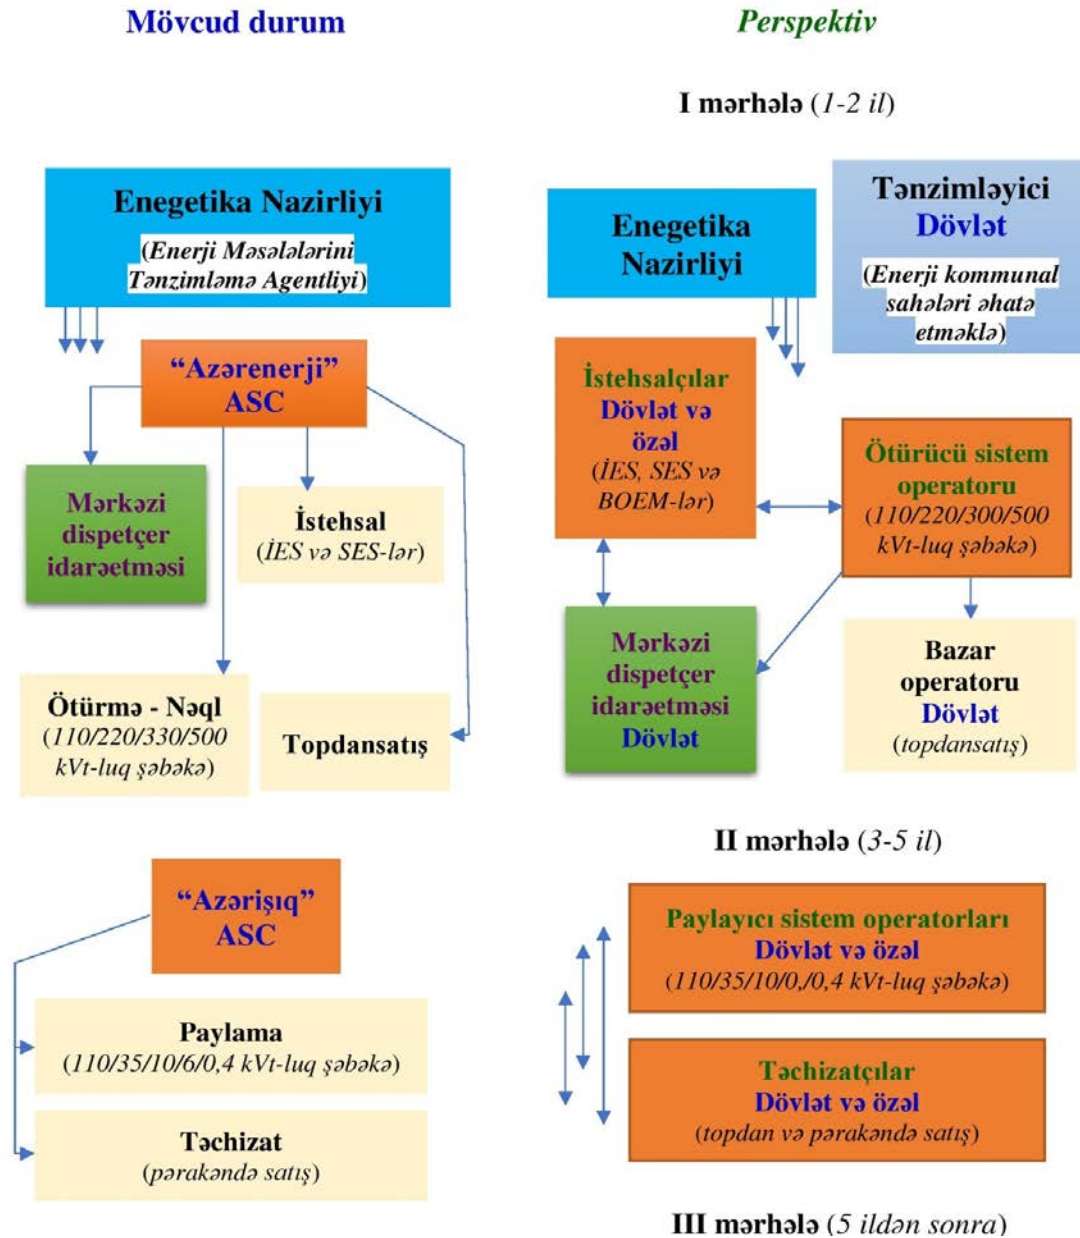 Mövcud durum
Enegetika Nazirliyi
(Enerji Məsələlərini
Tənzimləmə Agentliyi)
“Azərenerji”
ASC
Mərkəzi
dispetçer
idarəetməsi
İstehsal
(İES və SES-lər)
Ötürmə - Nəql
(110/220/330/500
kVt-luq şəbəkə)
Topdansatış
“Azərişıq”
ASC
Paylama
(110/35/10/6/0,4 kVt-luq şəbəkə)
Təchizat
(pərakəndə satış)
Perspektiv
I mərhələ (1-2 il)
Enegetika
Nazirliyi
Tənzimləyici
Dövlət
(Enerji kommunal
sahələri əhatə
etməklə)
İstehsalçılar
Dövlət və
özəl
(İES, SES və
BOEM-lər)
Ötürücü sistem
operatoru
(110/220/300/500
kVt-luq şəbəkə)
Mərkəzi
dispetçer
idarəetməsi
Dövlət
Bazar
operatoru
Dövlət
(topdansatış)
II mərhələ (3-5 il)
Paylayıcı sistem operatorları
Dövlət və özəl
(110/35/10/0,/0,4 kVt-luq şəbəkə)
Təchizatçılar
Dövlət və özəl
(topdan və pərakəndə satış)
III mərhələ (5 ildən sonra)